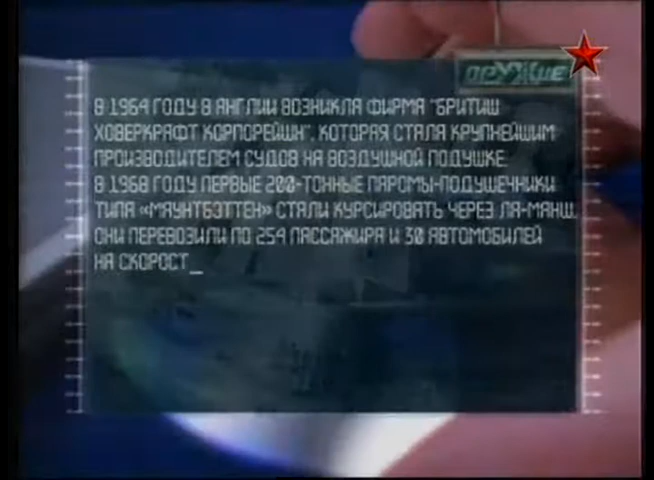 оружие
В 1964 ГОДУ В АНГЛИИ ВОЗНИКЛА ФИРМА "БРИТИШ
ХОВЕРКРАФТ КОРПОРЕЙШН", КОТОРАЯ СТАЛА КРУПНЕЙШИМ
ПРОИЗВОДИТЕЛЕМ СУДОВ НА ВОЗДУШНОЙ ПОДУШКЕ.
В 1968 ГОДУ ПЕРВЫЕ 200-ТОННЫЕ ПАРОМЫ-ПОДУШЕЧНИКИ
ТИПА «МАУНТБЭТТЕН» СТАЛИ КУРСИРОВАТЬ ЧЕРЕЗ ЛА-МАНШ.
ОНИ ПЕРЕВОЗИЛИ ПО 254 ПАССАЖИРА И 30 АВТОМОБИЛЕЙ
НА СКОРОСТ_